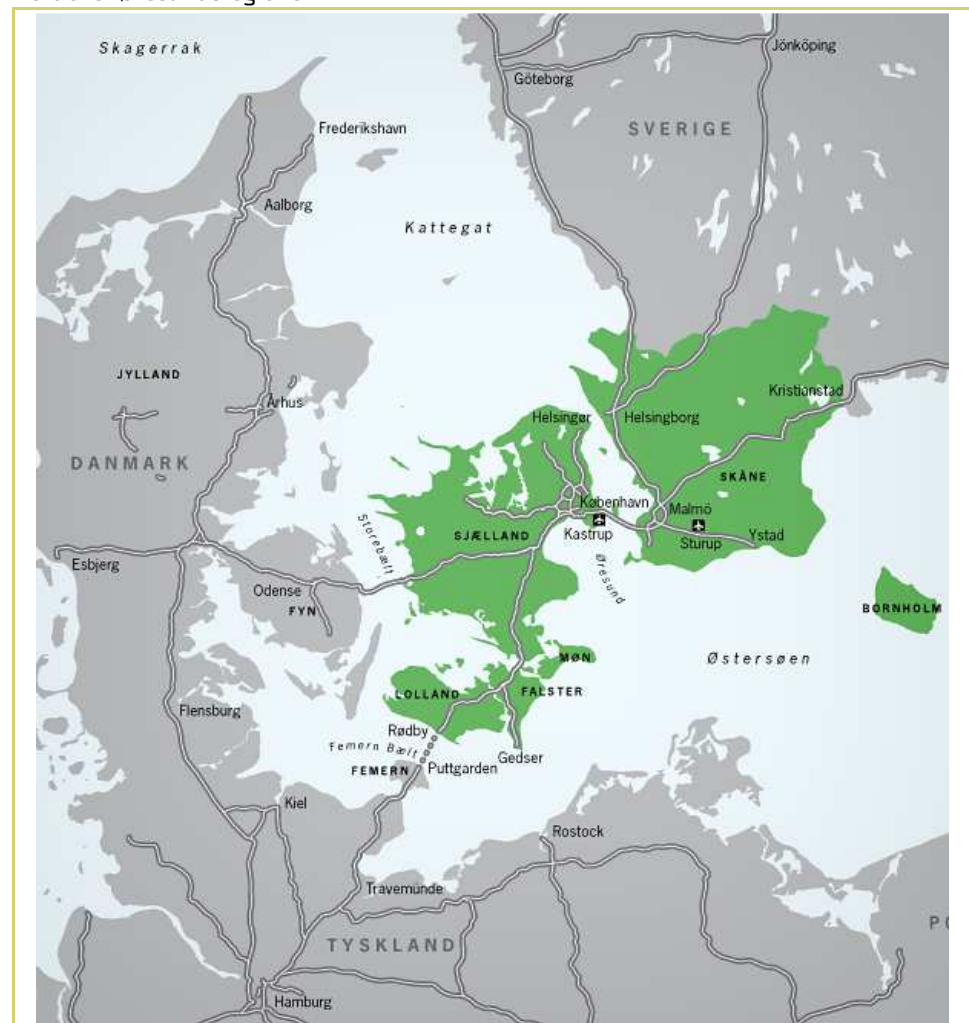 Skagerrak
Jönköping
Göteborg
Frederikshavn
SVERIGE
Aalborg
Kattegat
JYLLAND
Kristianstad
Århus
Helsingør
Helsingborg
DANMARK
SKÅNE
København
Malmö
Storebælt
SJÆLLAND
Kastrup
Sturup
Ystad
Esbjerg
Øresund
Odense
FYN
BORNHOLM
MØN
Østersøen
LOLLAND
FALSTER
Flensburg
Rødby
Femern Bælt
Gedser
FEMERN
Puttgarden
Kiel
Rostock
Travemünde
TYSKLAND
Hamburg